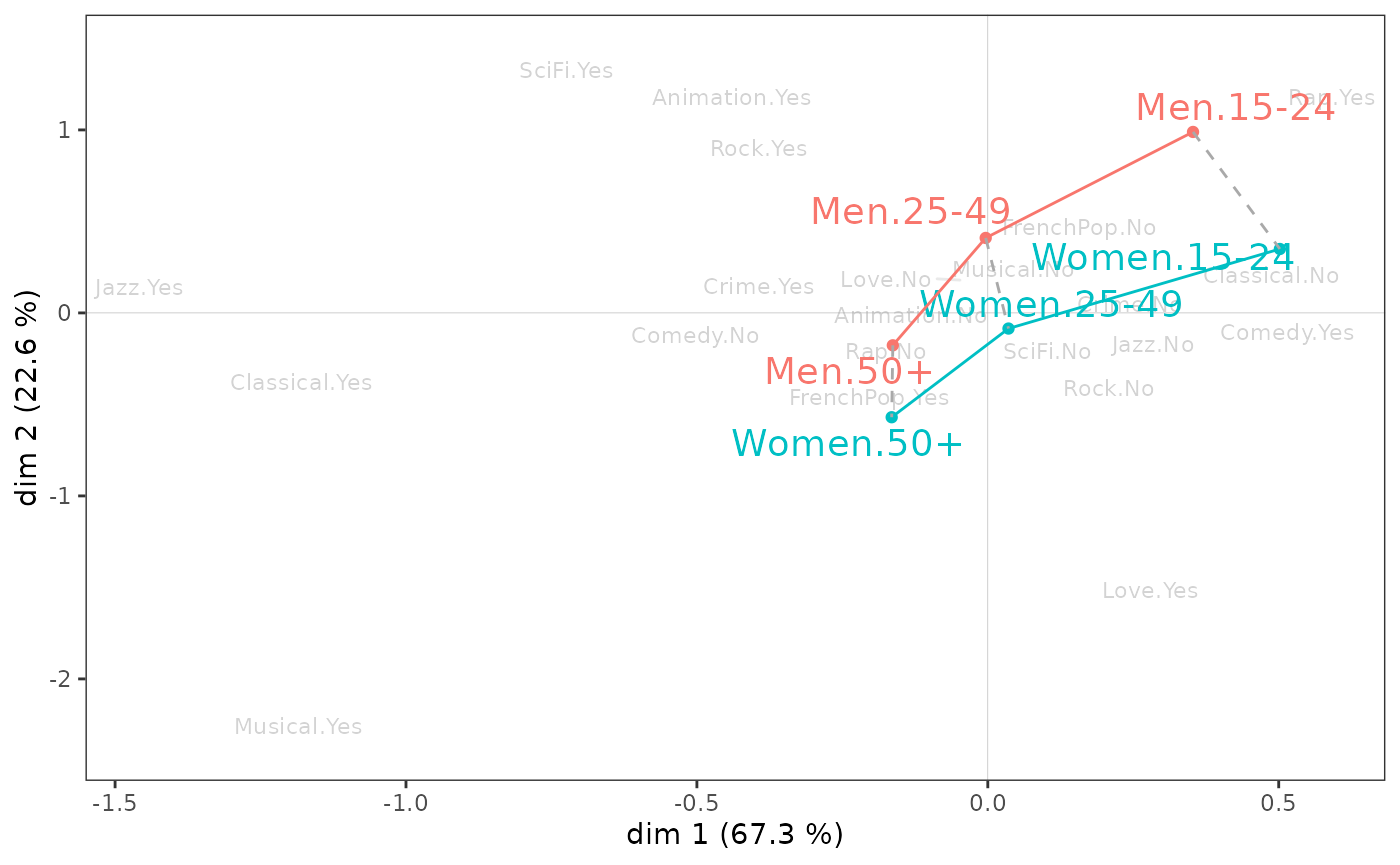 SciFi.Yes
Animation.Yes
Rap.Yes
Men.15-24
Rock.Yes
Men.25-49
FrenchPop.No
Women.15-24
Musical.No
Classical.No
Love.No
Jazz.Yes
Crime.Yes
Women.25-49
Crime.No
Animation.No
Comedy.No
Comedy.Yes
Rap.No
SciFi.No
Jazz.No
Men.50+
Classical.Yes
Rock.No
FrenchPop.Yes
Women.50+
Love.Yes
Musical.Yes
1
0
-1
-2
dim 2 (22.6 %)
-1.5 -1.0 -0.5 0.0 0.5
dim 1 (67.3 %)